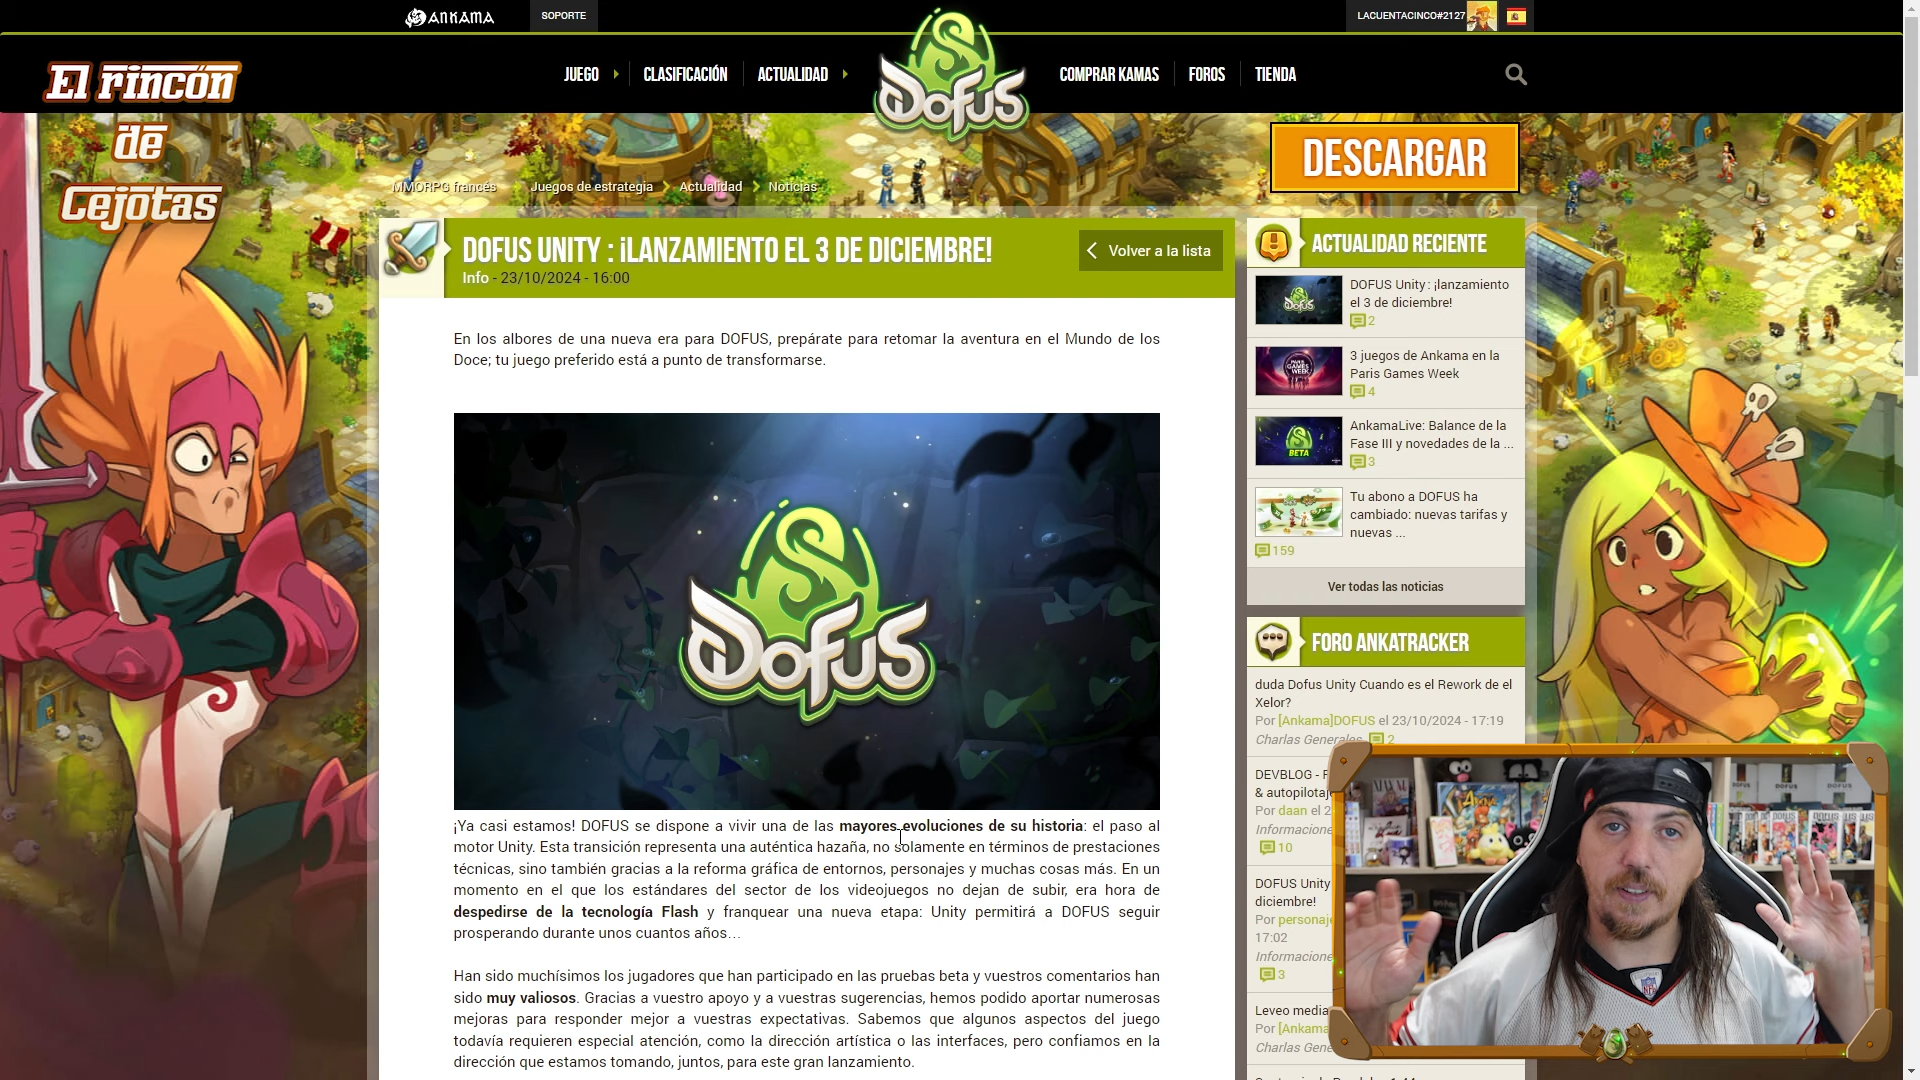 ANKAMA
SOPORTE
LACUENTACINCO#2127
El rincón
de
Cejotas
JUEGO
CLASIFICACIÓN
ACTUALIDAD
DOFUS
COMPRAR KAMAS
FOROS
TIENDA
DESCARGAR
MMORPG francés
Juegos de estrategia
Actualidad
Noticias
DOFUS UNITY : ¡LANZAMIENTO EL 3 DE DICIEMBRE!
Info - 23/10/2024 - 16:00
Volver a la lista
En los albores de una nueva era para DOFUS, prepárate para retomar la aventura en el Mundo de los
Doce; tu juego preferido está a punto de transformarse.
DOFUS
¡Ya casi estamos! DOFUS se dispone a vivir una de las mayores evoluciones de su historia: el paso al
motor Unity. Esta transición representa una auténtica hazaña, no solamente en términos de prestaciones
técnicas, sino también gracias a la reforma gráfica de entornos, personajes y muchas cosas más. En un
momento en el que los estándares del sector de los videojuegos no dejan de subir, era hora de
despedirse de la tecnología Flash y franquear una nueva etapa: Unity permitirá a DOFUS seguir
prosperando durante unos cuantos años…
Han sido muchísimos los jugadores que han participado en las pruebas beta y vuestros comentarios han
sido muy valiosos. Gracias a vuestro apoyo y a vuestras sugerencias, hemos podido aportar numerosas
mejoras para responder mejor a vuestras expectativas. Sabemos que algunos aspectos del juego
todavía requieren especial atención, como la dirección artística o las interfaces, pero confiamos en la
dirección que estamos tomando, juntos, para este gran lanzamiento.
ACTUALIDAD RECIENTE
DOFUS Unity : ¡lanzamiento
el 3 de diciembre!
2
PARIS GAMES WEEK
3 juegos de Ankama en la
Paris Games Week
4
BETA
AnkamaLive: Balance de la
Fase III y novedades de la ...
3
Tu abono a DOFUS ha
cambiado: nuevas tarifas y
nuevas ...
159
Ver todas las noticias
FORO ANKATRACKER
duda Dofus Unity Cuando es el Rework de el
Xelor?
Por [Ankama]DOFUS el 23/10/2024 - 17:19
Charlas Generales 2
DEVBLOG -
& autopilotaj
Por daan el 2
Informacione
10
DOFUS Unity
diciembre!
Por personaj
17:02
Informacione
3
Leveo media
Por [Ankama
Charlas Gene
NFL